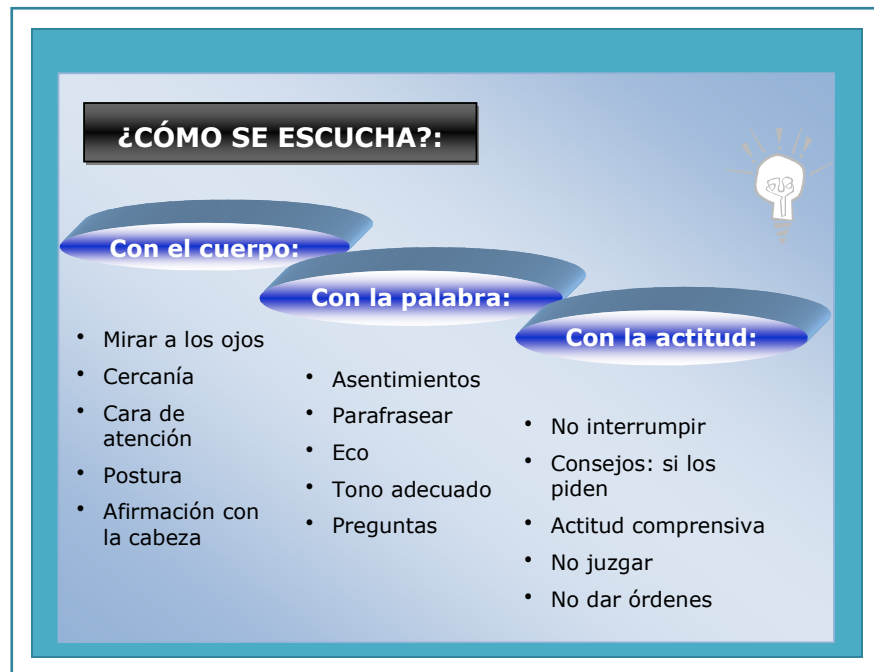 ¿CÓMO SE ESCUCHA?:
Con el cuerpo:
• Mirar a los ojos
• Cercanía
• Cara de
atención
• Postura
• Afirmación con
la cabeza
Con la palabra:
• Asentimientos
• Parafrasear
• Eco
• Tono adecuado
• Preguntas
Con la actitud:
• No interrumpir
• Consejos: si los
piden
• Actitud comprensiva
• No juzgar
• No dar órdenes